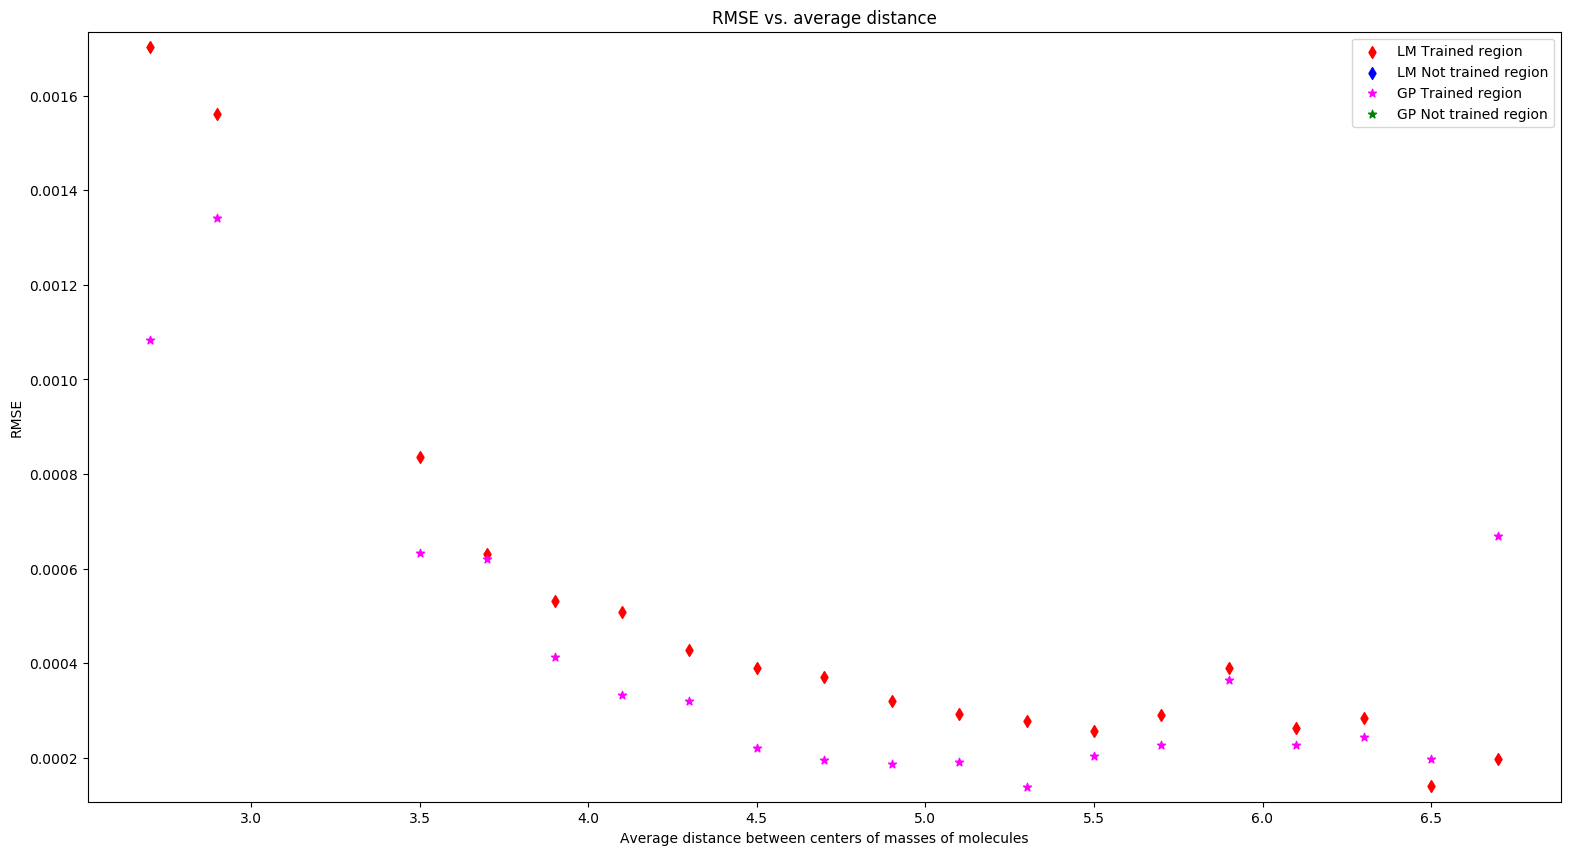 RMSE vs. average distance
LM Trained region
LM Not trained region
GP Trained region
GP Not trained region
0.0016
0.0014
0.0012
0.0010
0.0008
0.0006
0.0004
0.0002
RMSE
3.0
3.5
4.0
4.5
5.0
5.5
6.0
6.5
Average distance between centers of masses of molecules